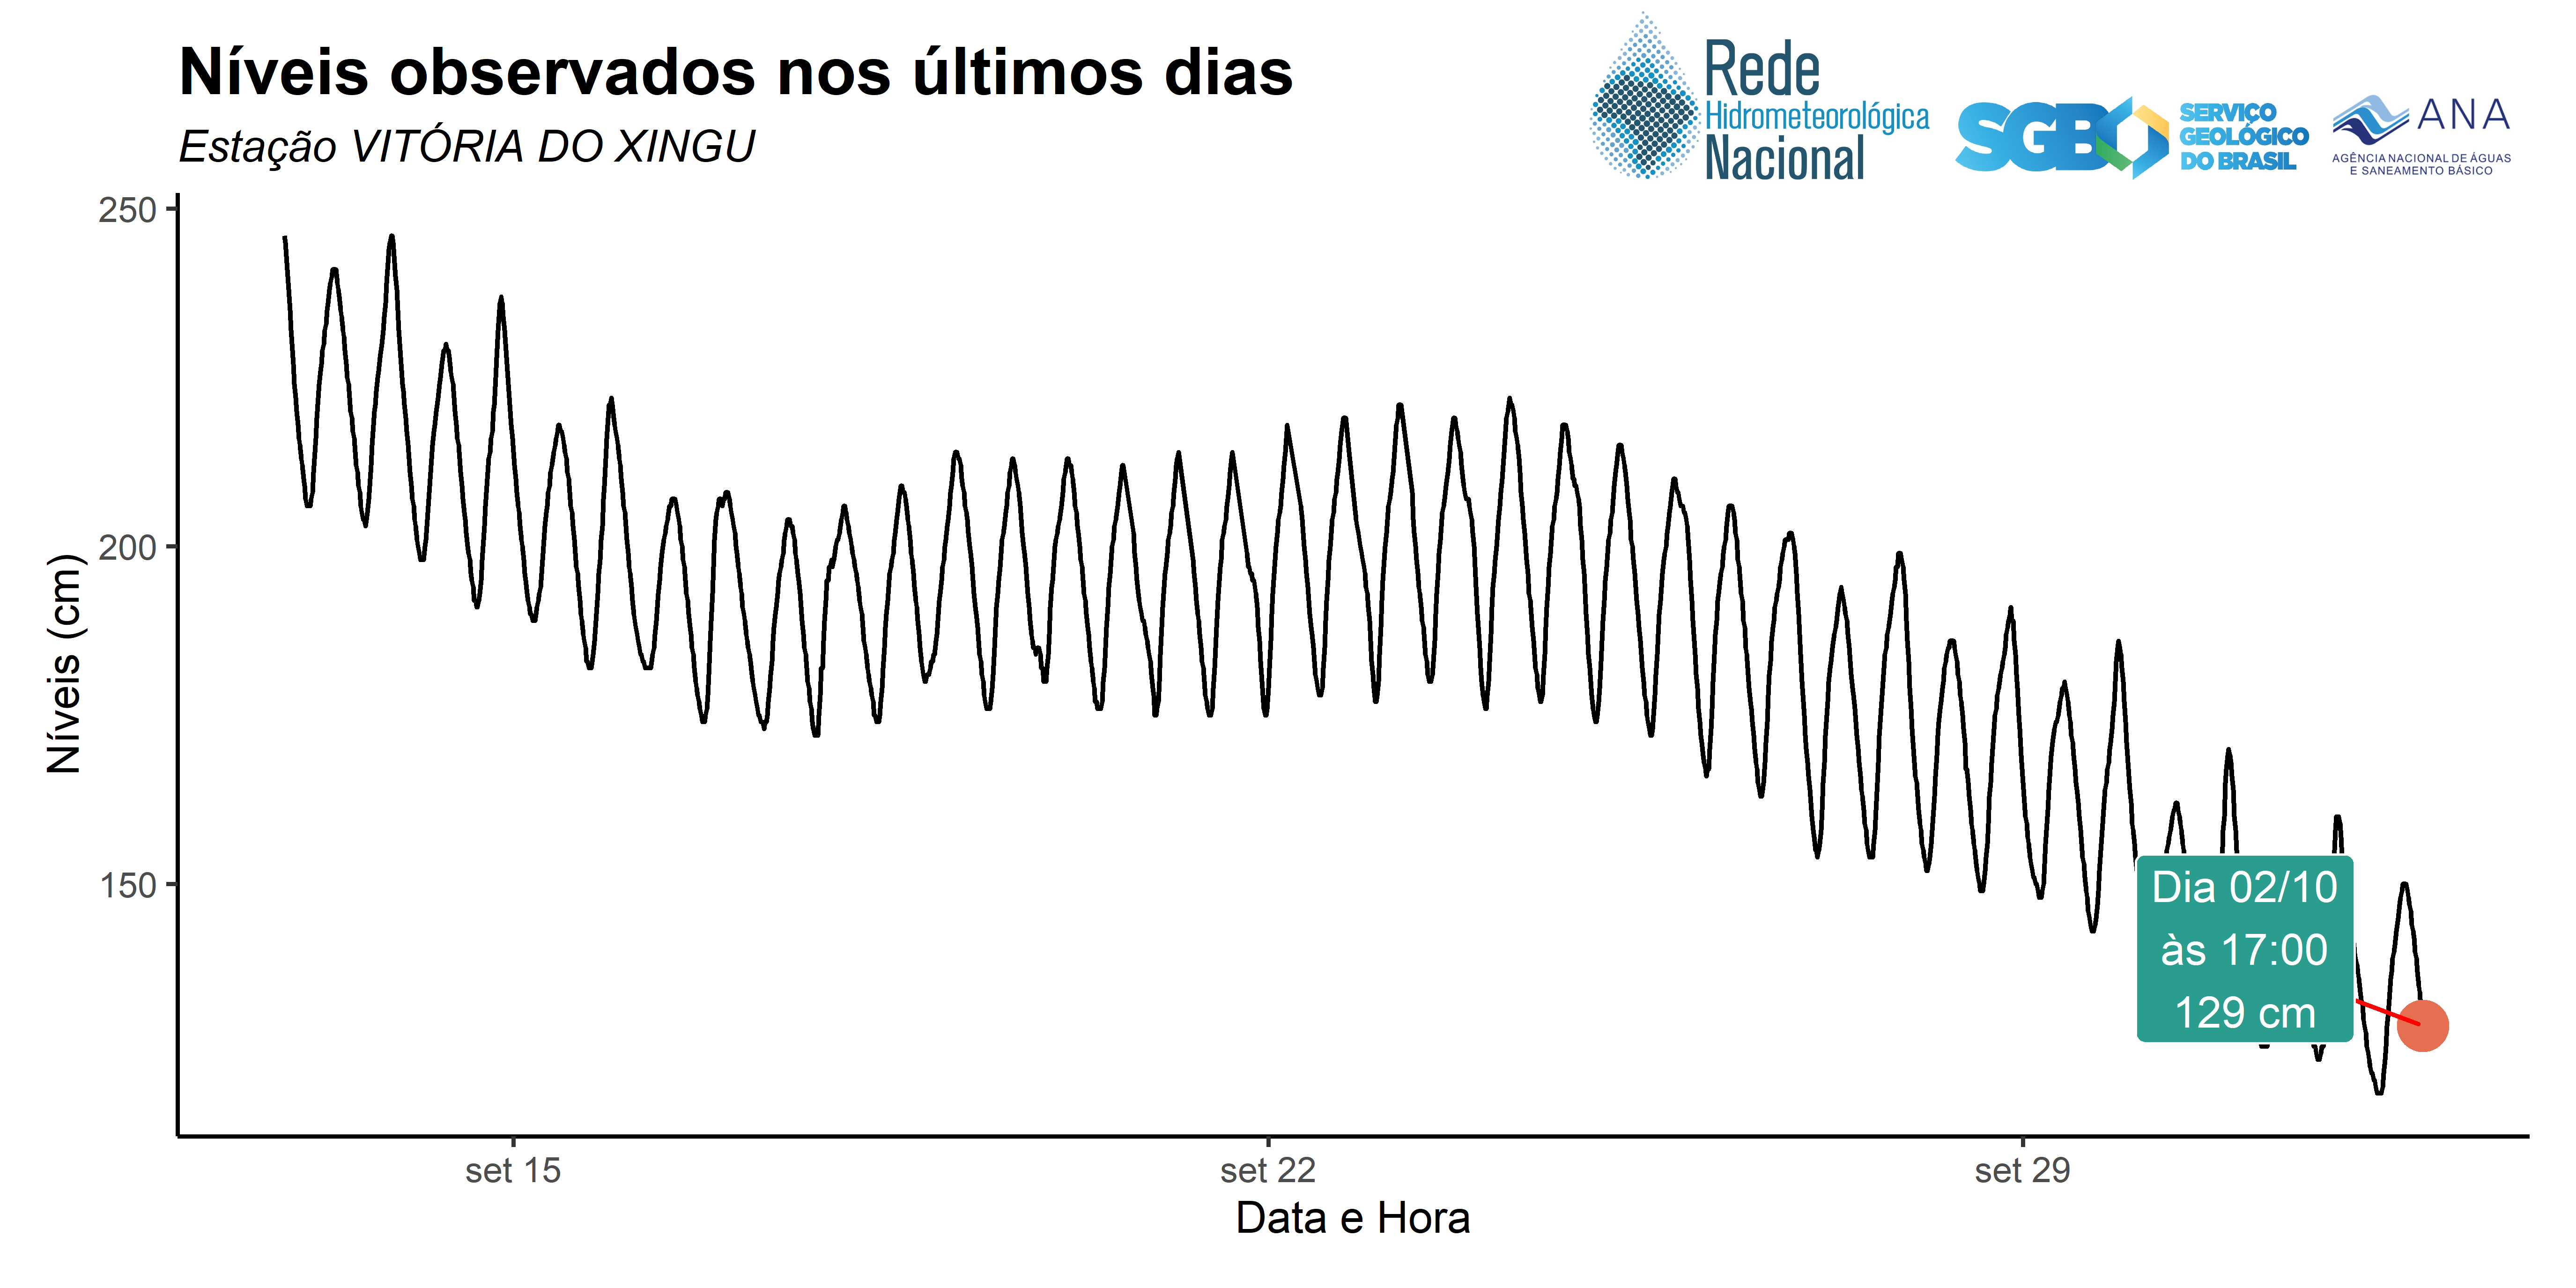 Níveis observados nos últimos dias
Estação VITÓRIA DO XINGU
Rede
Hidrometeorológica
Nacional
SGB
SERVIÇO
GEOLÓGICO
DO BRASIL
ANA
AGÊNCIA NACIONAL DE ÁGUAS
E SANEAMENTO BÁSICO
Níveis (cm)
250
200
150
Dia 02/10
às 17:00
129 cm
set 15
set 22
set 29
Data e Hora